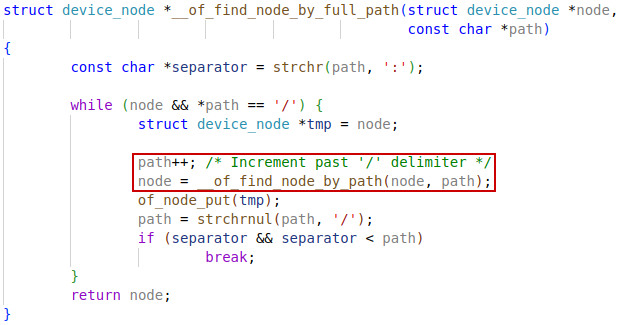 struct device_node *__of_find_node_by_full_path(struct device_node *node,
const char *path)
{
const char *separator = strchr(path, ':');
while (node && *path == '/') {
struct device_node *tmp = node;
path++; /* Increment past '/' delimiter */
node = __of_find_node_by_path(node, path);
of_node_put(tmp);
path = strchrnul(path, '/');
if (separator && separator < path)
break;
}
return node;
}